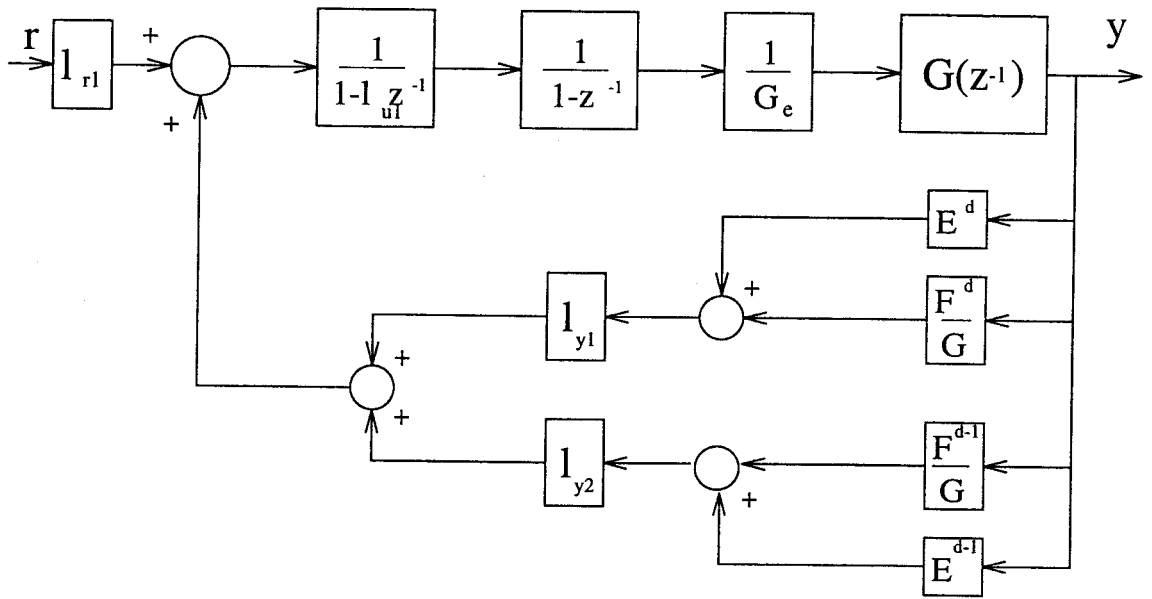 r
l r1
+
+
1
1-l u1 z -1
1
1-z -1
1
G e
G(z-1)
y
E d
+
F d
G
l y1
+
+
l y2
F d-1
G
+
E d-1